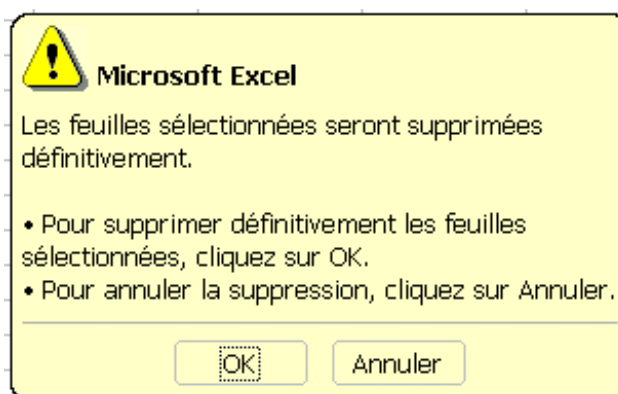 Microsoft Excel
Les feuilles sélectionnées seront supprimées
définitivement.
• Pour supprimer définitivement les feuilles
sélectionnées, cliquez sur OK.
• Pour annuler la suppression, cliquez sur Annuler.
OK Annuler